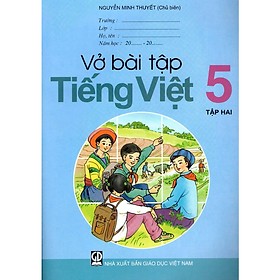 NGUYỄN MINH THUYẾT (Chủ biên)
Trường :
Lớp :
Họ, tên :
Năm học : 20....... - 20.......
Vở bài tập
Tiếng Việt 5
TẬP HAI
NHÀ XUẤT BẢN GIÁO DỤC VIỆT NAM